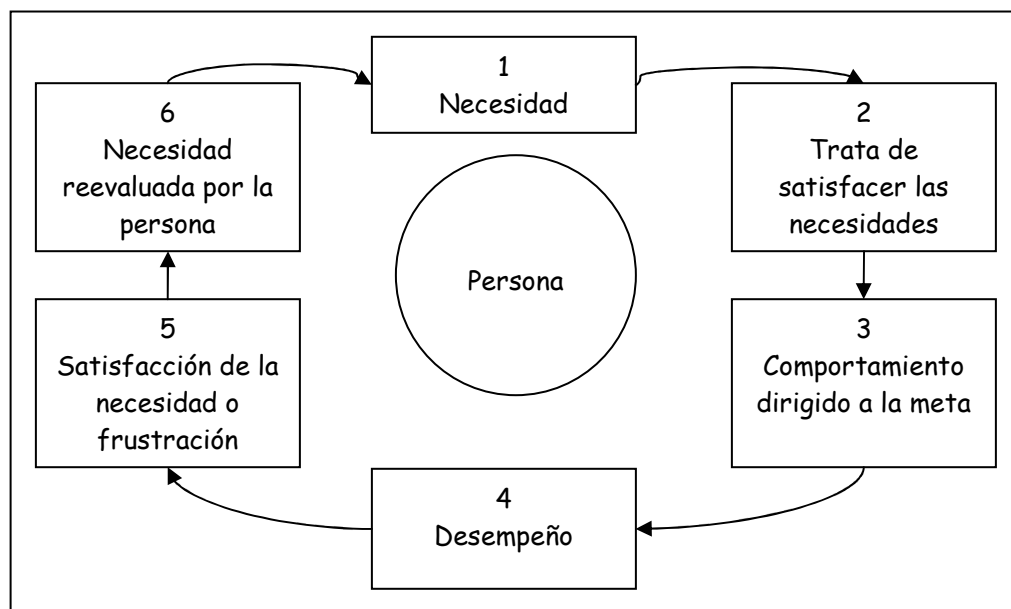 1
Necesidad
2
Trata de
satisfacer las
necesidades
3
Comportamiento
dirigido a la meta
4
Desempeño
5
Satisfacción de la
necesidad o
frustración
6
Necesidad
reevaluada por la
persona
Persona